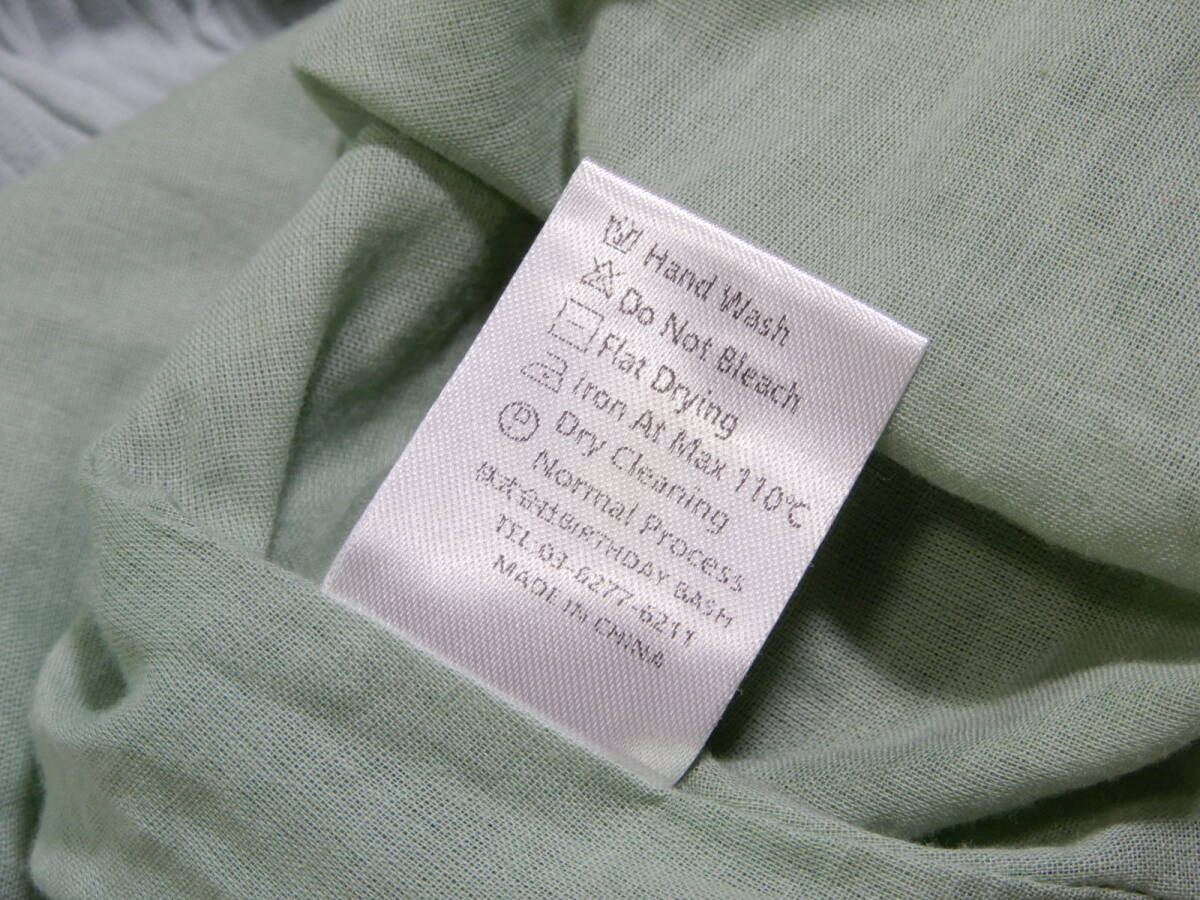 Hand Wash
Do Not Bleach
Flat Drying
Iron At Max 110℃
Dry Cleaning
Normal Process
株式会社BIRTHDAY BASH
TEL:03-6277-6211
MADE IN CHINA